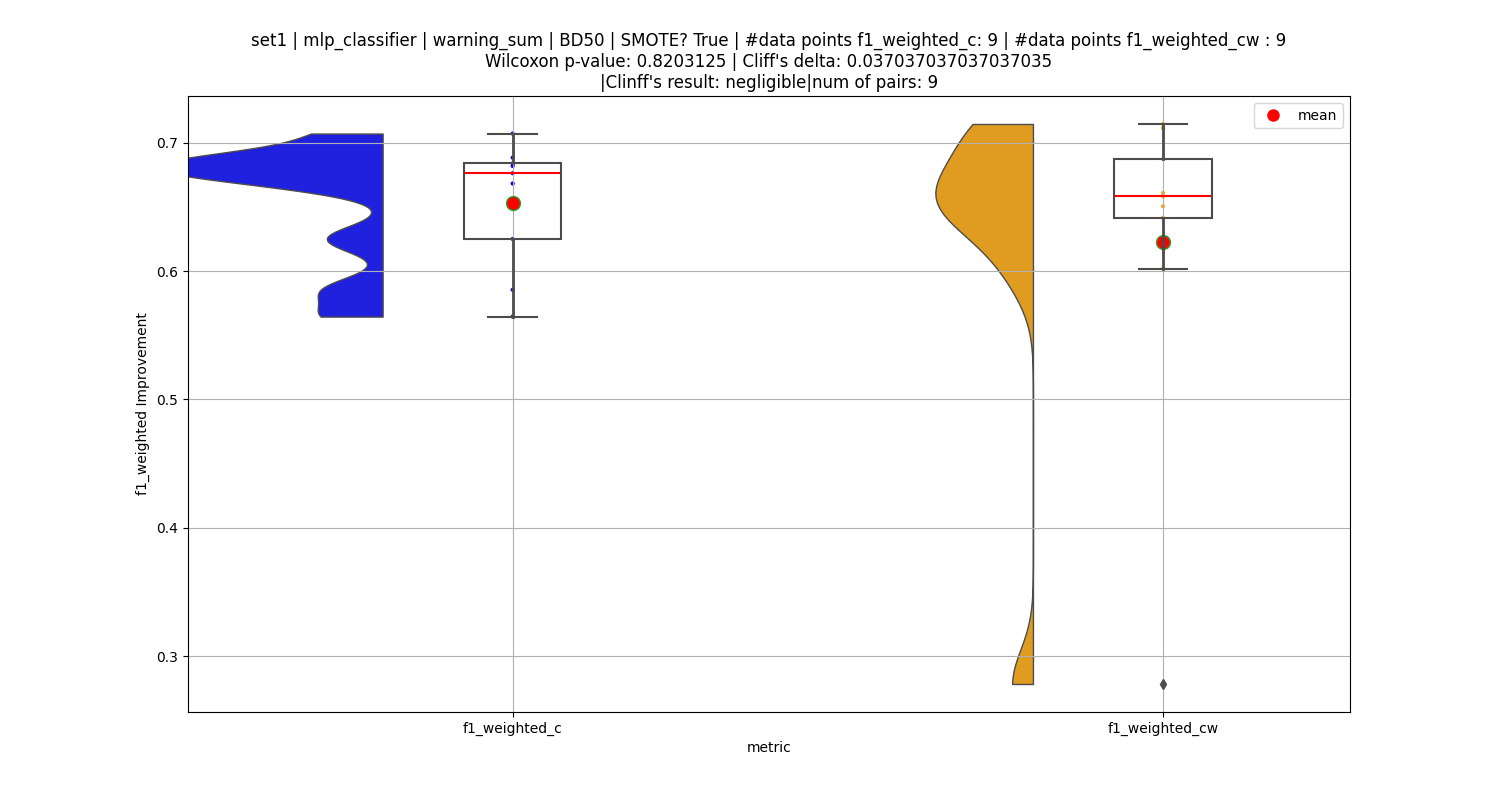 set1 | mlp_classifier | warning_sum | BD50 | SMOTE? True | #data points f1_weighted_c: 9 | #data points f1_weighted_cw : 9
Wilcoxon p-value: 0.8203125 | Cliff's delta: 0.037037037037037035
|Clinff's result: negligible|num of pairs: 9
mean
0.7
0.6
0.5
0.4
0.3
f1_weighted Improvement
f1_weighted_c
f1_weighted_cw
metric